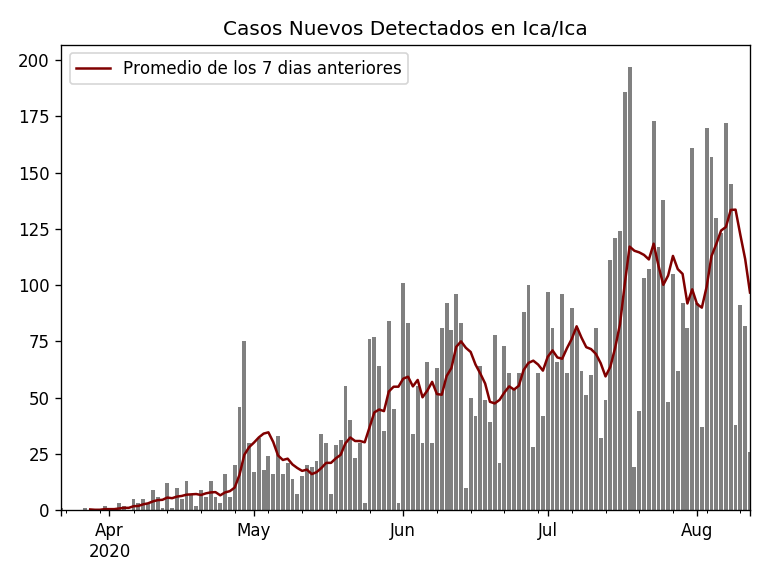 Casos Nuevos Detectados en Ica/Ica
Promedio de los 7 dias anteriores
200
175
150
125
100
75
50
25
0
Apr
2020
May
Jun
Jul
Aug